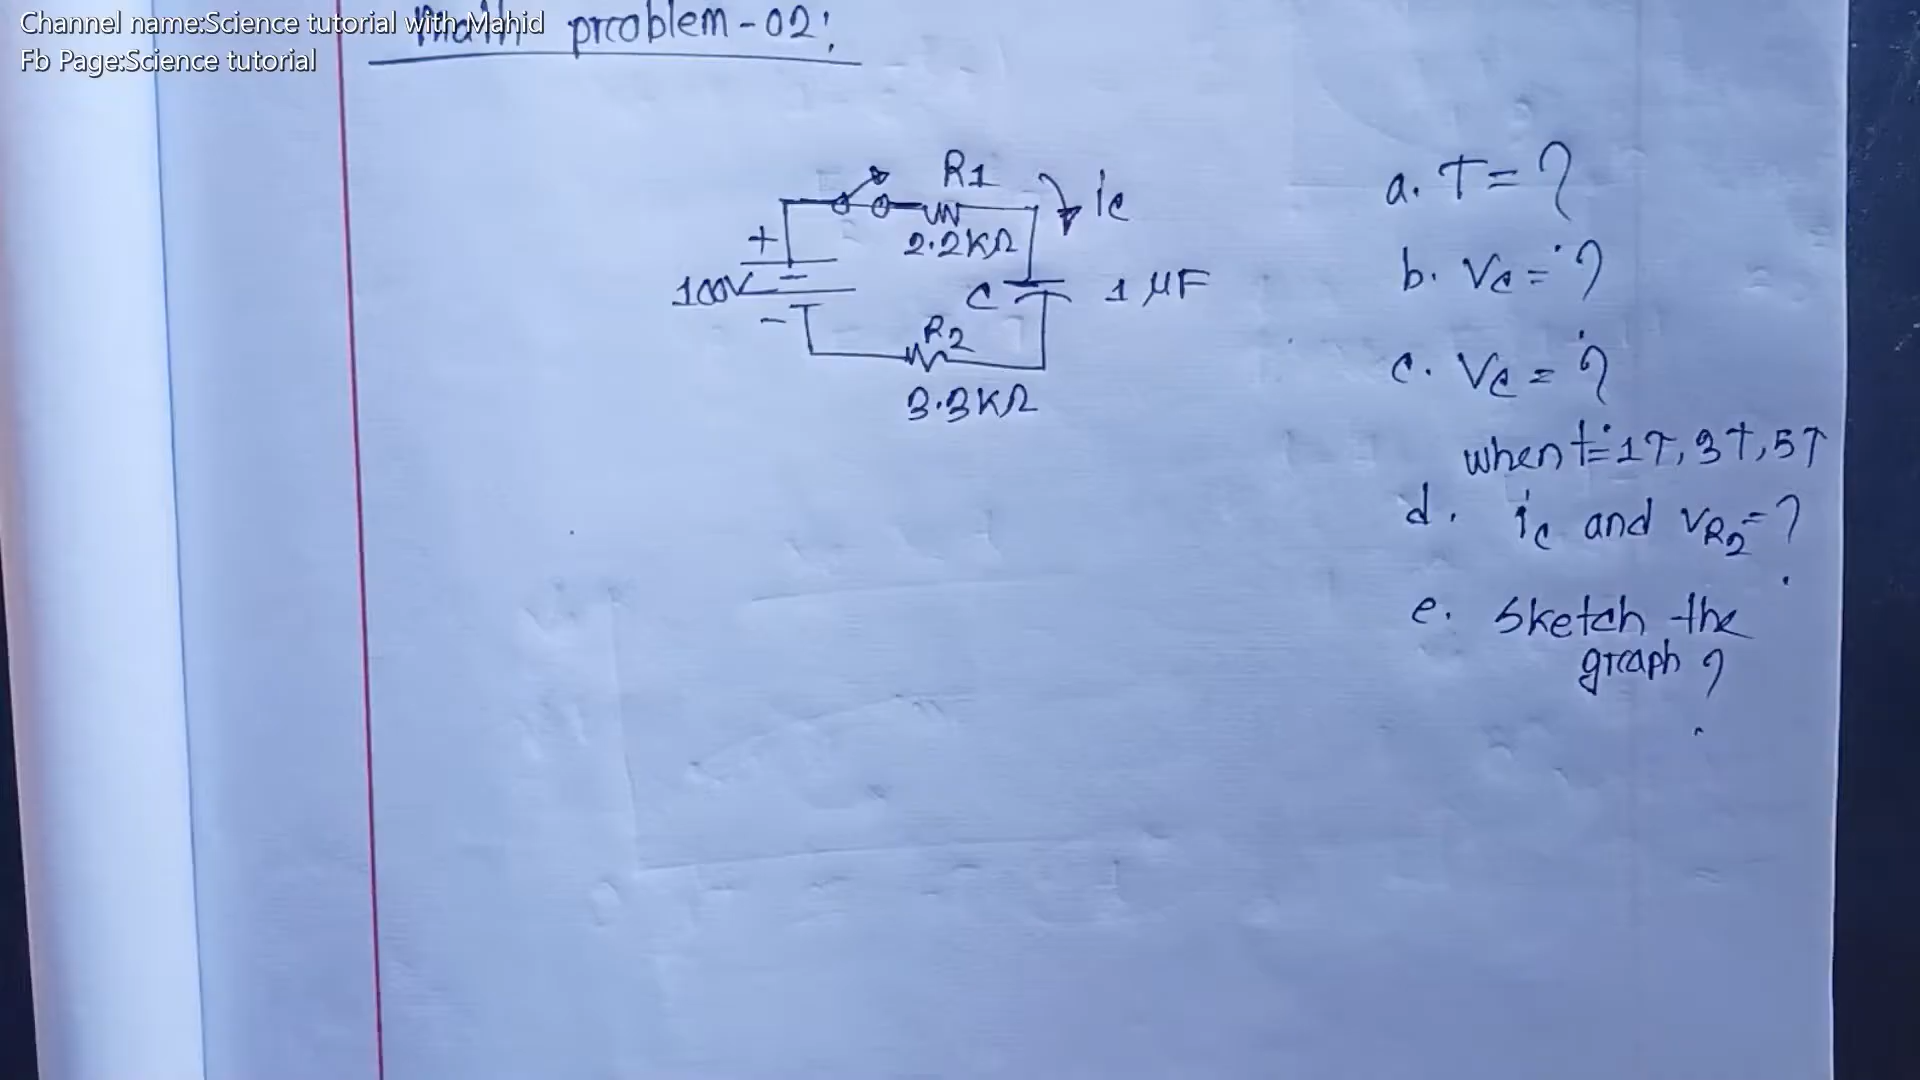 Channel name:Science tutorial with Mahid
Fb Page:Science tutorial
Math problem-02:
R1
ic
2.2KΩ
+
100V
-
C
1 μF
R2
3.3KΩ
a. τ=?
b. Vc=?
c. Vc=?
when t=1τ, 3τ, 5τ
d. ic and VR2=?
e. sketch the
graph ?